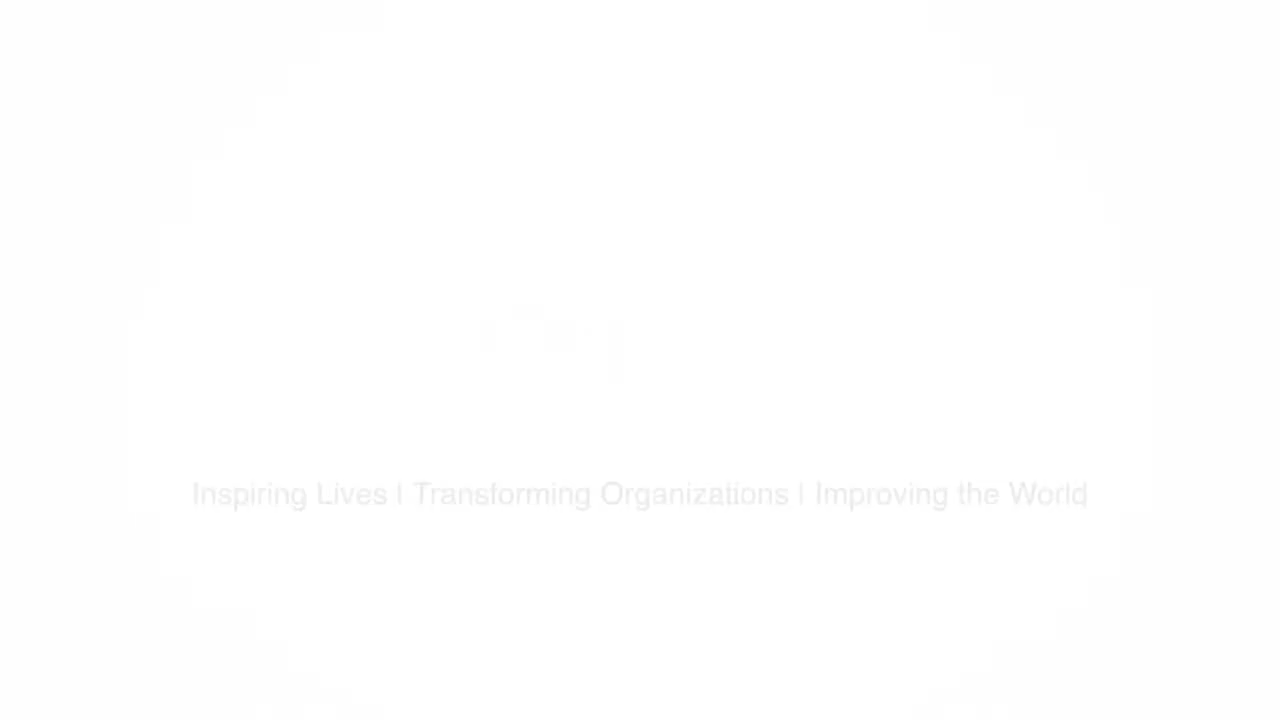 Inspiring Lives | Transforming Organizations | Improving the World